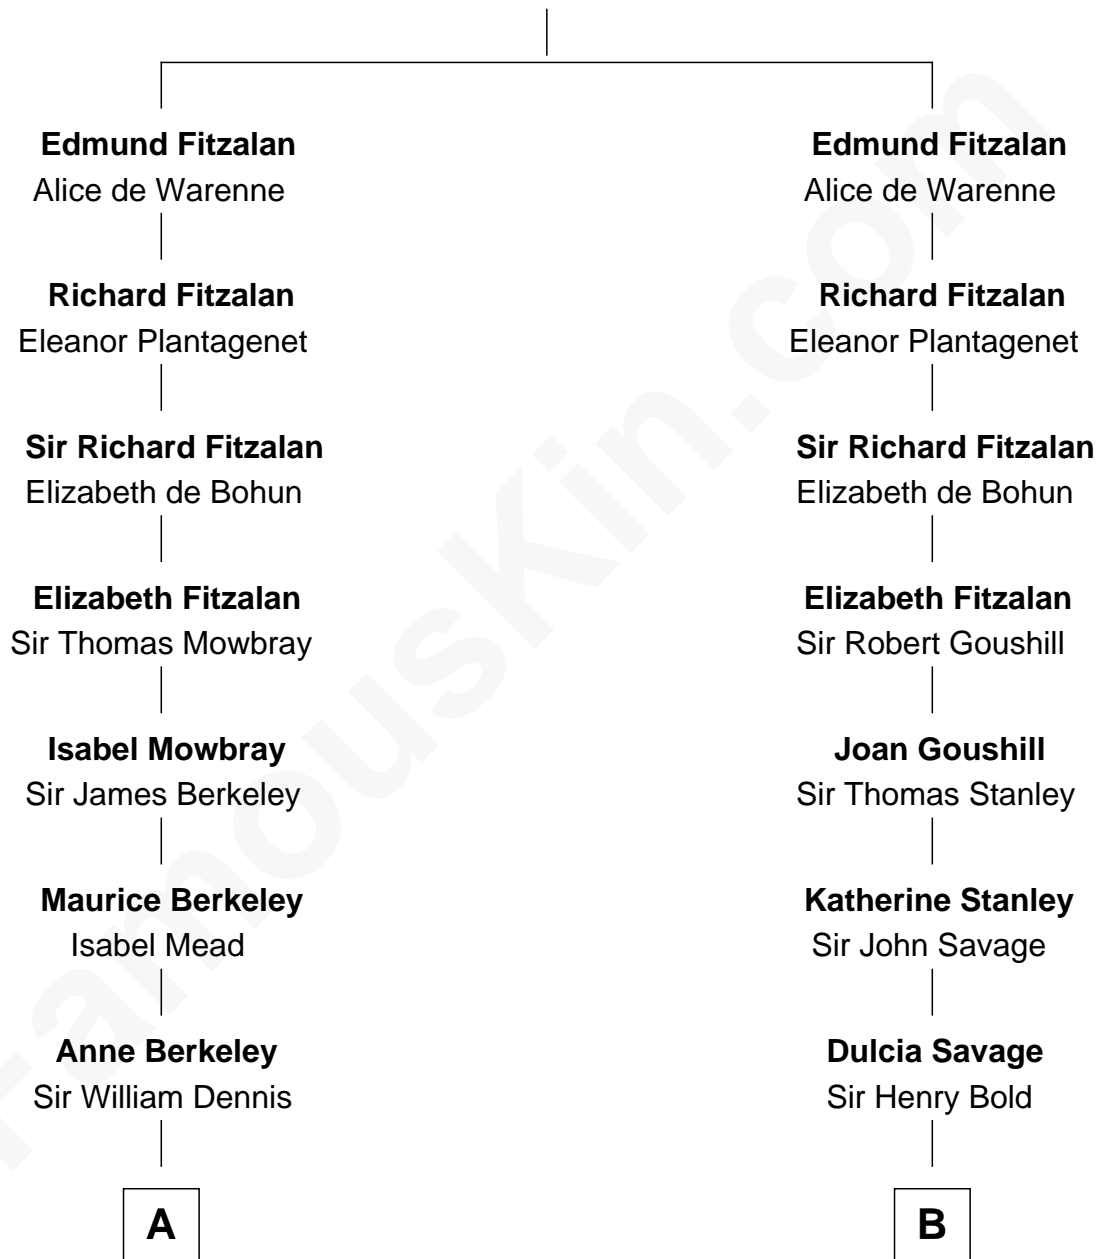 Edmund Fitzalan
Alice de Warenne
Richard Fitzalan
Eleanor Plantagenet
Sir Richard Fitzalan
Elizabeth de Bohun
Elizabeth Fitzalan
Sir Thomas Mowbray
Isabel Mowbray
Sir James Berkeley
Maurice Berkeley
Isabel Mead
Anne Berkeley
Sir William Dennis
A
Edmund Fitzalan
Alice de Warenne
Richard Fitzalan
Eleanor Plantagenet
Sir Richard Fitzalan
Elizabeth de Bohun
Elizabeth Fitzalan
Sir Robert Goushill
Joan Goushill
Sir Thomas Stanley
Katherine Stanley
Sir John Savage
Dulcia Savage
Sir Henry Bold
B
FamousKin.com